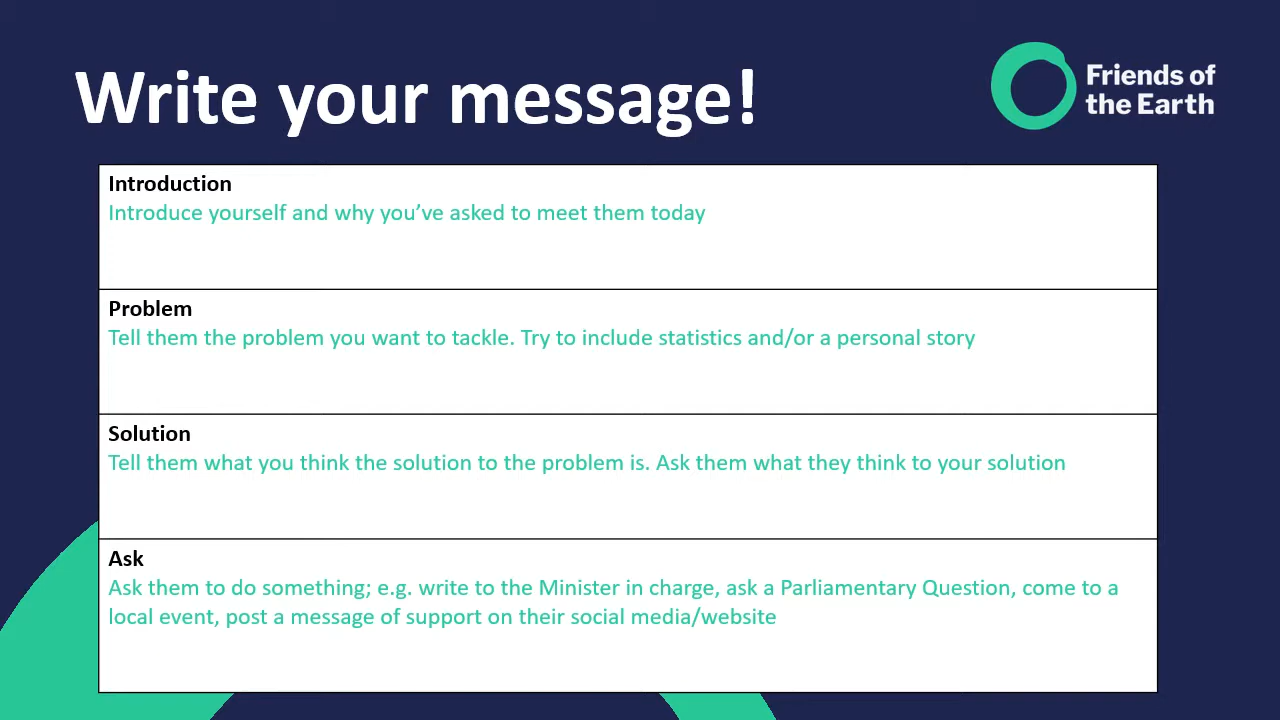 Write your message!
Friends of
the Earth
Introduction
Introduce yourself and why you’ve asked to meet them today
Problem
Tell them the problem you want to tackle. Try to include statistics and/or a personal story
Solution
Tell them what you think the solution to the problem is. Ask them what they think to your solution
Ask
Ask them to do something; e.g. write to the Minister in charge, ask a Parliamentary Question, come to a
local event, post a message of support on their social media/website